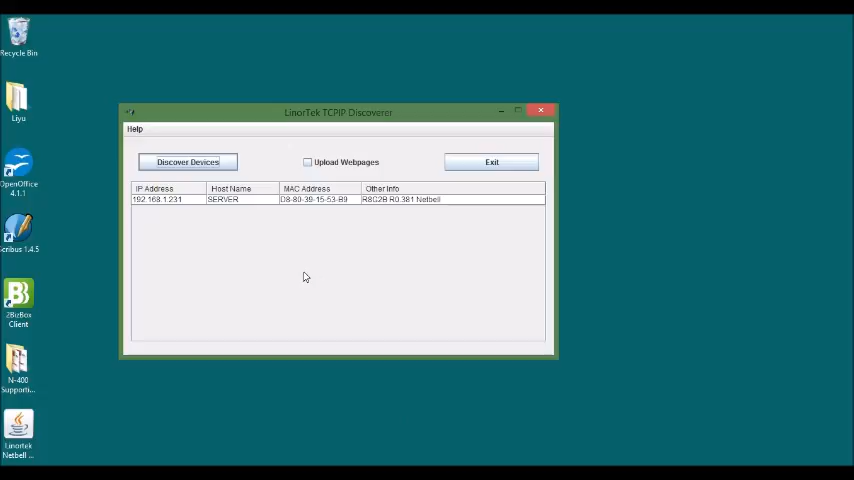 Recycle Bin
Liyu
OpenOffice
4.1.1
Scribus 1.4.5
2BizBox
Client
N-400
Supporti...
Linortek
Netbell ...
LinorTek TCPIP Discoverer
Help
Discover Devices
Upload Webpages
Exit
IP Address Host Name MAC Address Other Info
192.168.1.231 SERVER D8-80-39-15-53-B9 R8G2B R0.381 Netbell